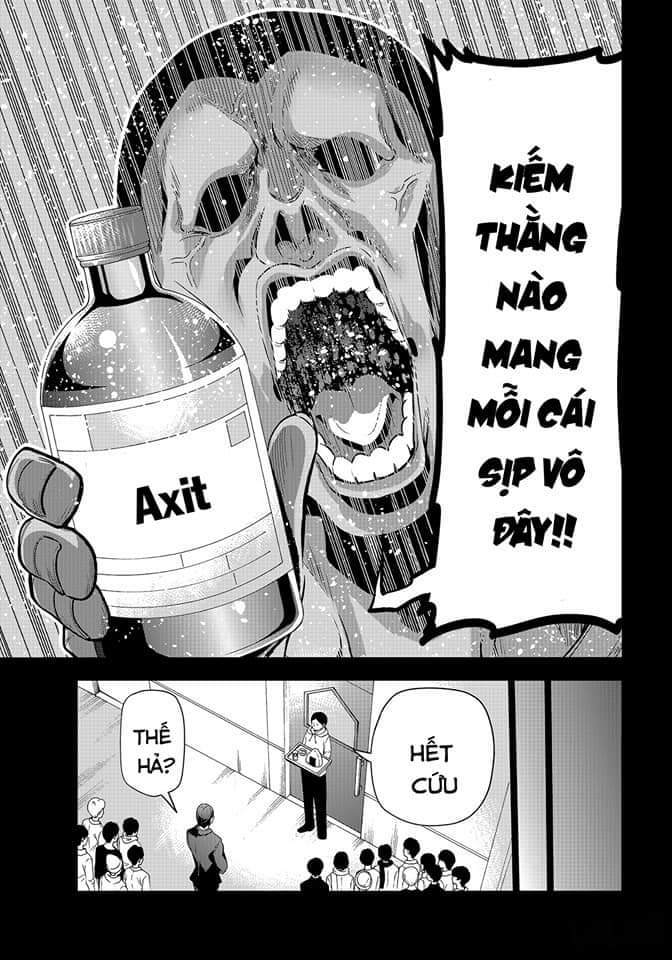 KIẾM
THẰNG
NÀO
MANG
MỖI CÁI
SỊP VÔ
ĐÂY!!
Axit
HẾT
CỨU
THẾ
HẢ?